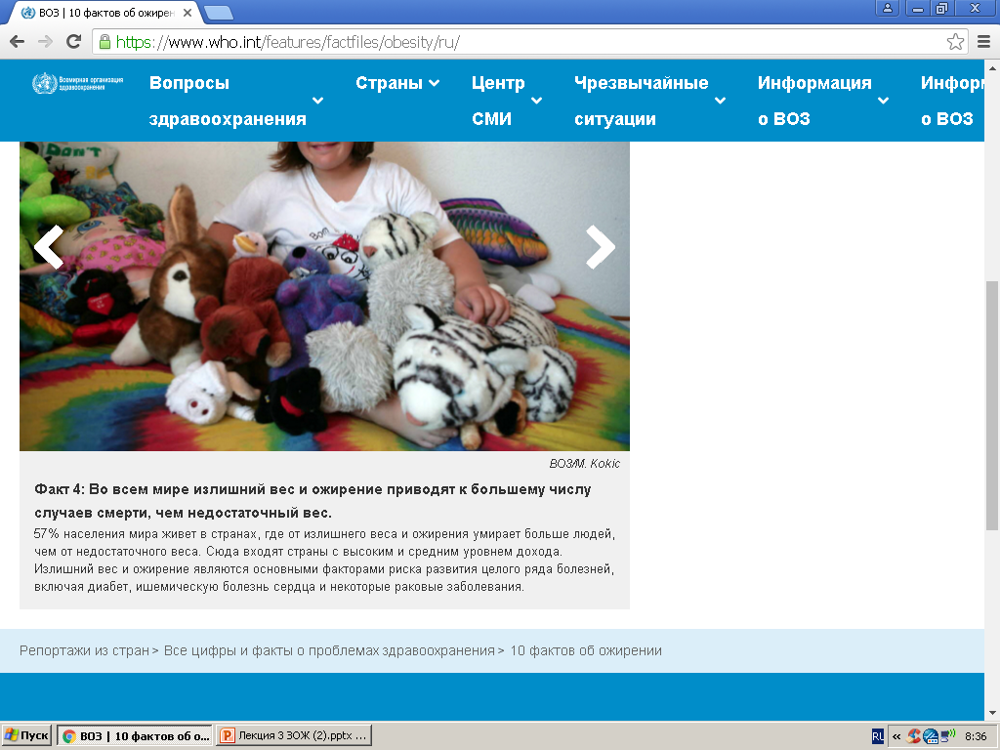 ВОЗ | 10 фактов об ожирен
https://www.who.int/features/factfiles/obesity/ru/
Всемирная организация
здравоохранения
Вопросы
здравоохранения
Страны
Центр
СМИ
Чрезвычайные
ситуации
Информация
о ВОЗ
Инфор
о ВОЗ
Don't
ВОЗ/M. Kokic
Факт 4: Во всем мире излишний вес и ожирение приводят к большему числу
случаев смерти, чем недостаточный вес.
57% населения мира живет в странах, где от излишнего веса и ожирения умирает больше людей,
чем от недостаточного веса. Сюда входят страны с высоким и средним уровнем дохода.
Излишний вес и ожирение являются основными факторами риска развития целого ряда болезней,
включая диабет, ишемическую болезнь сердца и некоторые раковые заболевания.
Репортажи из стран > Все цифры и факты о проблемах здравоохранения > 10 фактов об ожирении
Пуск
ВОЗ | 10 фактов об о...
Лекция 3 ЗОЖ (2).pptx ...
RU
«
8:36